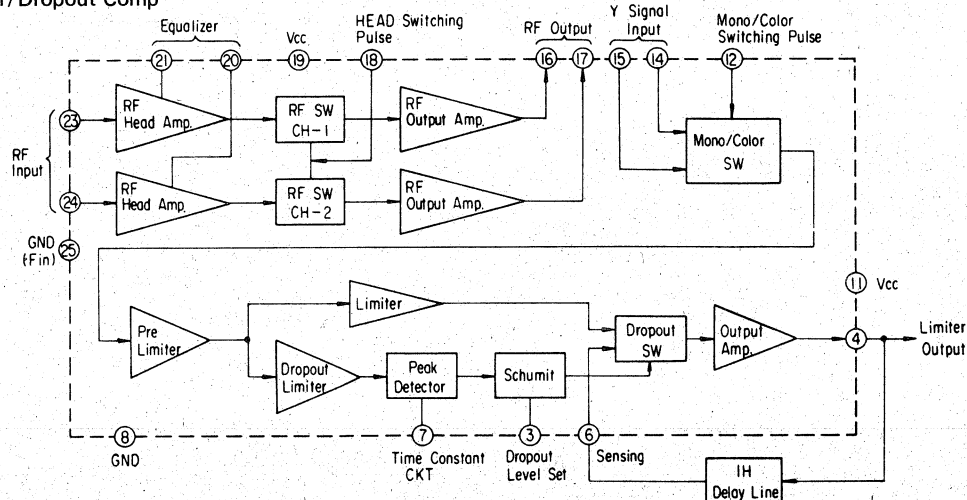 /Dropout Comp
Equalizer
Vcc
HEAD Switching
Pulse
RF Output
Y Signal
Input
Mono/Color
Switching Pulse
21
20
19
18
16
17
15
14
12
23
RF
Head Amp.
RF SW
CH-1
RF
Output Amp.
Mono/Color
SW
RF
Input
24
RF
Head Amp.
RF SW
CH-2
RF
Output Amp.
GND
(Fin)
25
11
Vcc
Pre
Limiter
Limiter
Dropout
SW
Output
Amp.
4
Limiter
Output
Dropout
Limiter
Peak
Detector
Schumit
8
GND
7
Time Constant
CKT
3
Dropout
Level Set
6
Sensing
1H
Delay Line